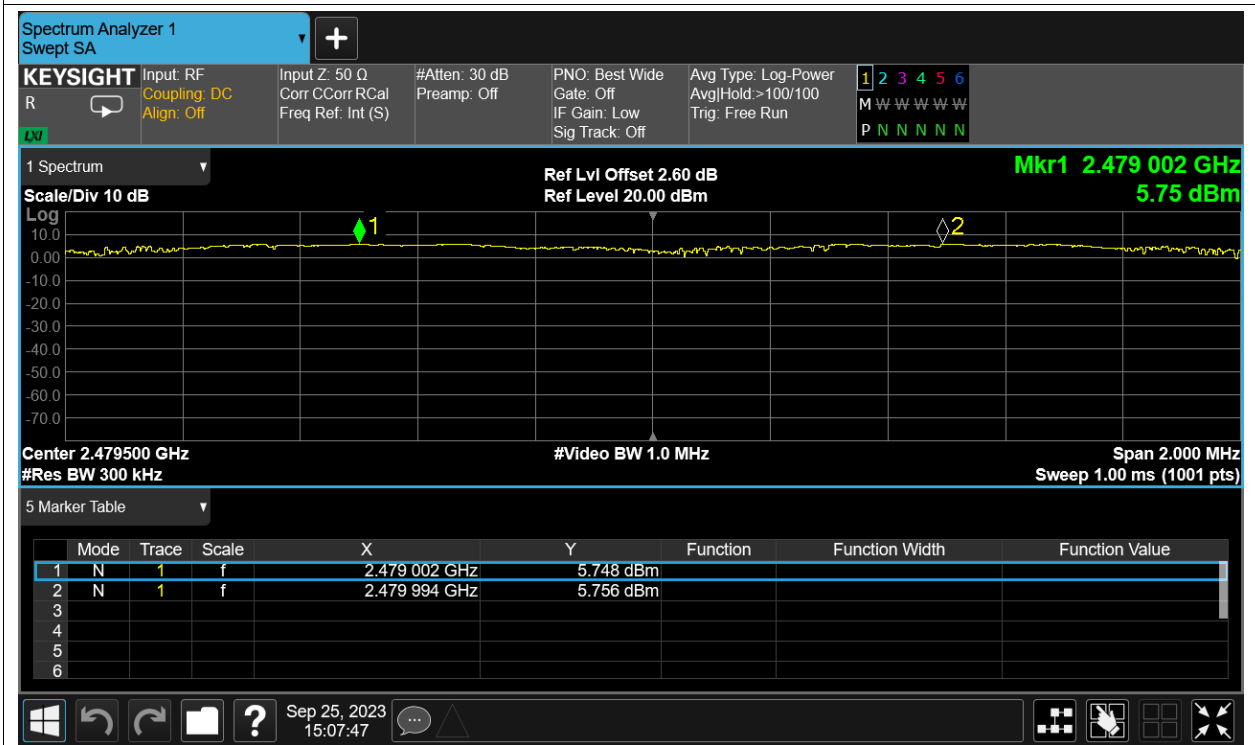 Spectrum Analyzer 1
Swept SA
+
KEYSIGHT Input: RF Input Z: 50 Ω #Atten: 30 dB PNO: Best Wide Avg Type: Log-Power 1 2 3 4 5 6
R Coupling: DC Corr CCorr RCal Preamp: Off Gate: Off Avg|Hold:>100/100 M W W W W W
Align: Off Freq Ref: Int (S) IF Gain: Low Trig: Free Run
LXI Sig Track: Off P N N N N N N
1 Spectrum Ref Lvl Offset 2.60 dB Mkr1 2.479 002 GHz
Scale/Div 10 dB Ref Level 20.00 dBm 5.75 dBm
Log
1 2
10.0
0.00
-10.0
-20.0
-30.0
-40.0
-50.0
-60.0
-70.0
Center 2.479500 GHz #Video BW 1.0 MHz Span 2.000 MHz
#Res BW 300 kHz Sweep 1.00 ms (1001 pts)
5 Marker Table
Mode Trace Scale X Y Function Function Width Function Value
1 N 1 f 2.479 002 GHz 5.748 dBm
2 N 1 f 2.479 994 GHz 5.756 dBm
3
4
5
6
? Sep 25, 2023
15:07:47